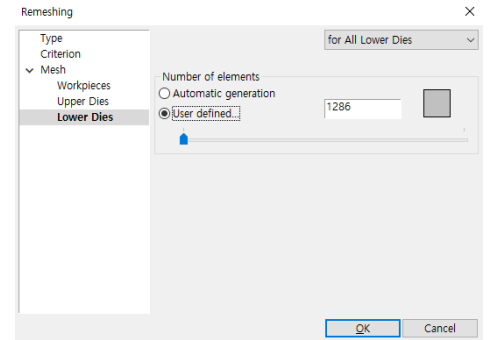 Remeshing
Type
Criterion
Mesh
Workpieces
Upper Dies
Lower Dies
for All Lower Dies
Number of elements
Automatic generation
User defined...
1286
OK
Cancel